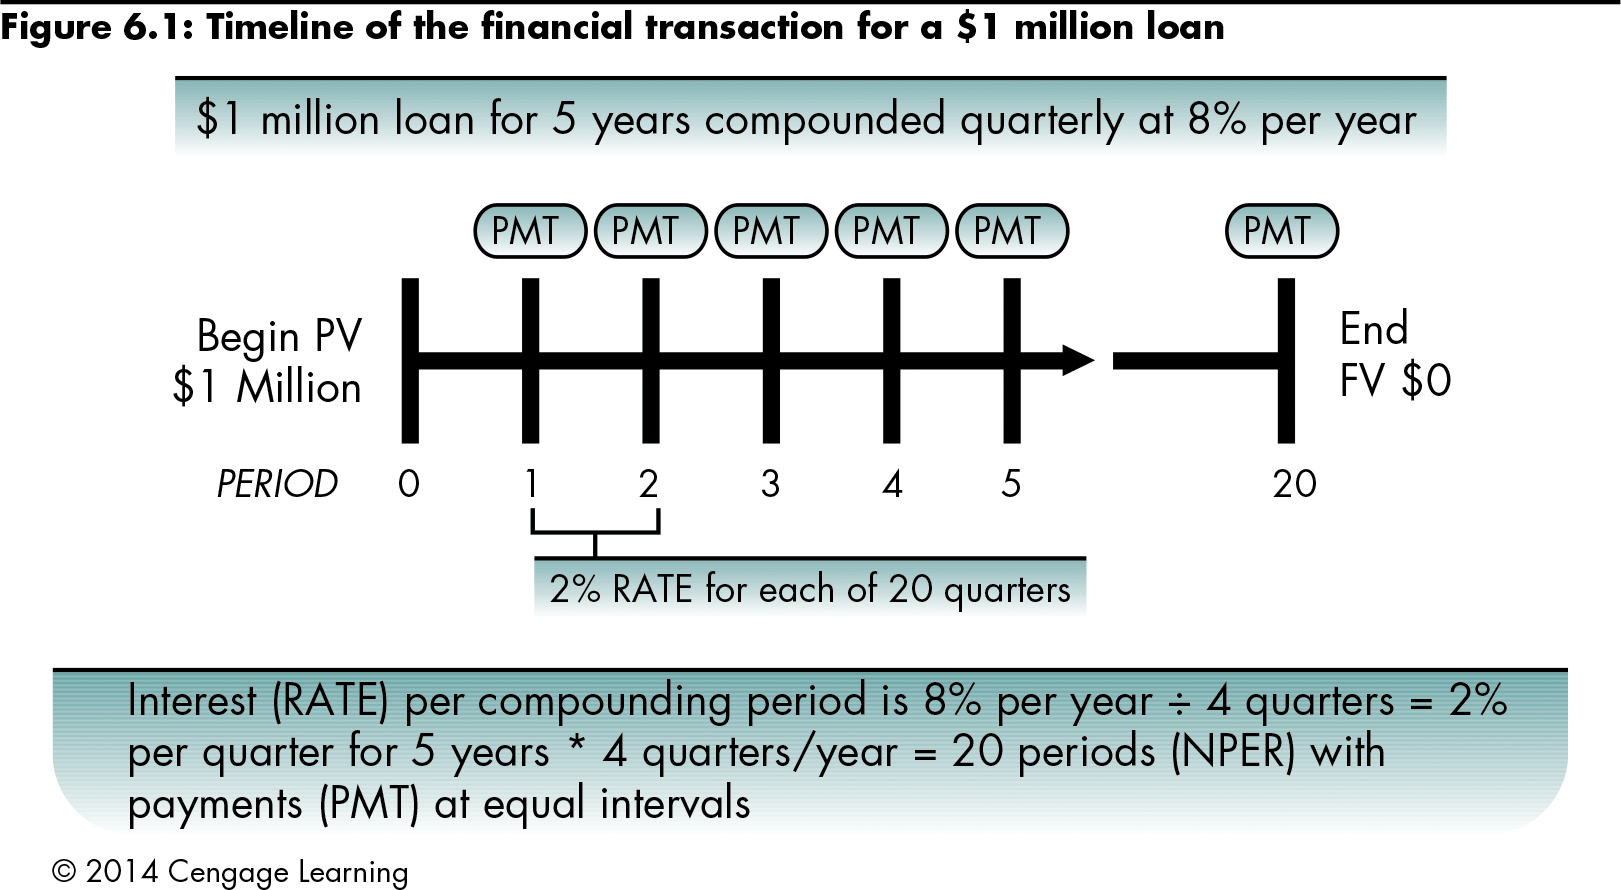 Figure 6.1: Timeline of the financial transaction for a $1 million loan
$1 million loan for 5 years compounded quarterly at 8% per year
PMT PMT PMT PMT PMT PMT
Begin PV
$1 Million
End
FV $0
PERIOD 0 1 2 3 4 5 20
2% RATE for each of 20 quarters
Interest (RATE) per compounding period is 8% per year ÷ 4 quarters = 2%
per quarter for 5 years * 4 quarters/year = 20 periods (NPER) with
payments (PMT) at equal intervals
© 2014 Cengage Learning